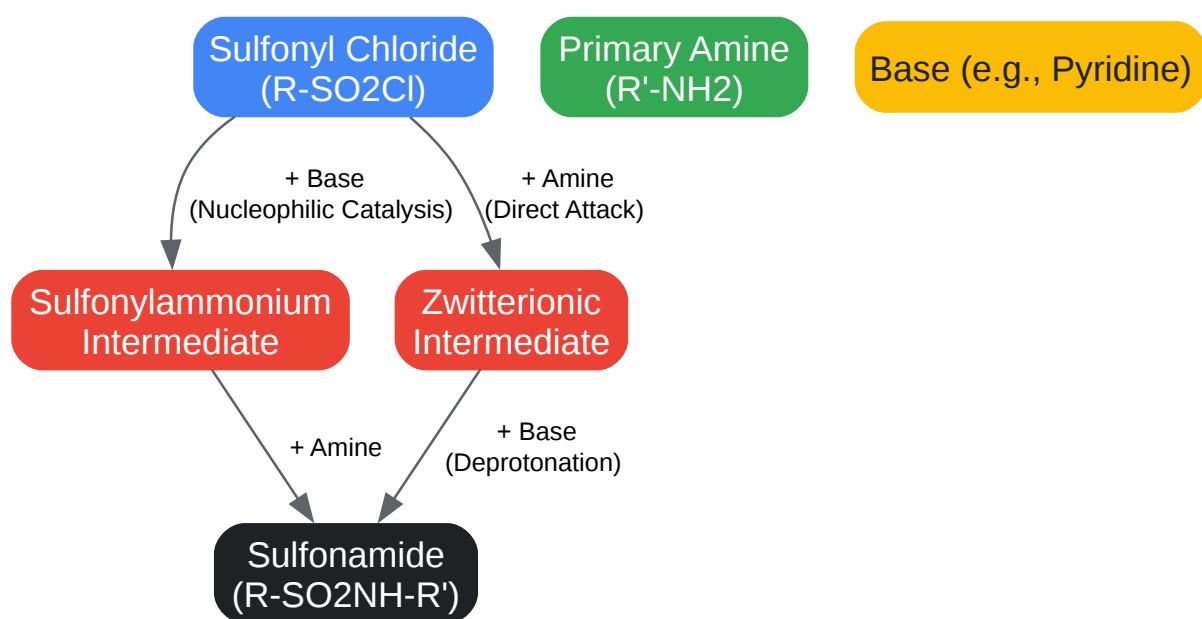 Sulfonyl Chloride
(R-SO2Cl)
Primary Amine
(R'-NH2)
Base (e.g., Pyridine)
+ Base
(Nucleophilic Catalysis)
+ Amine
(Direct Attack)
Sulfonylammonium
Intermediate
Zwitterionic
Intermediate
+ Amine
+ Base
(Deprotonation)
Sulfonamide
(R-SO2NH-R')